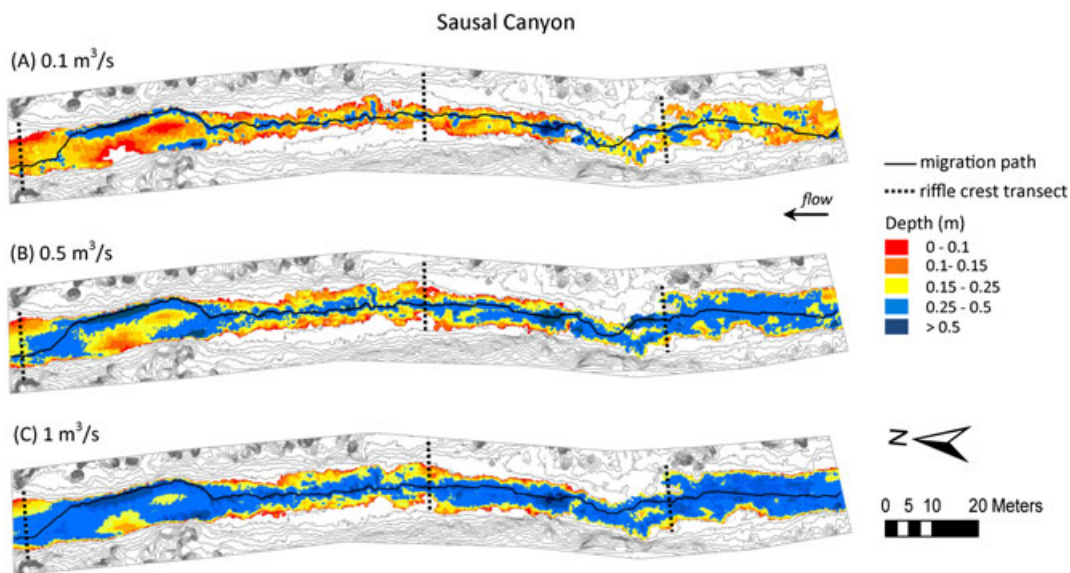 Sausal Canyon
(A) 0.1 m³/s
migration path
riffle crest transect
flow
Depth (m)
0 - 0.1
0.1- 0.15
0.15 - 0.25
0.25 - 0.5
> 0.5
(B) 0.5 m³/s
(C) 1 m³/s
N
0 5 10 20 Meters